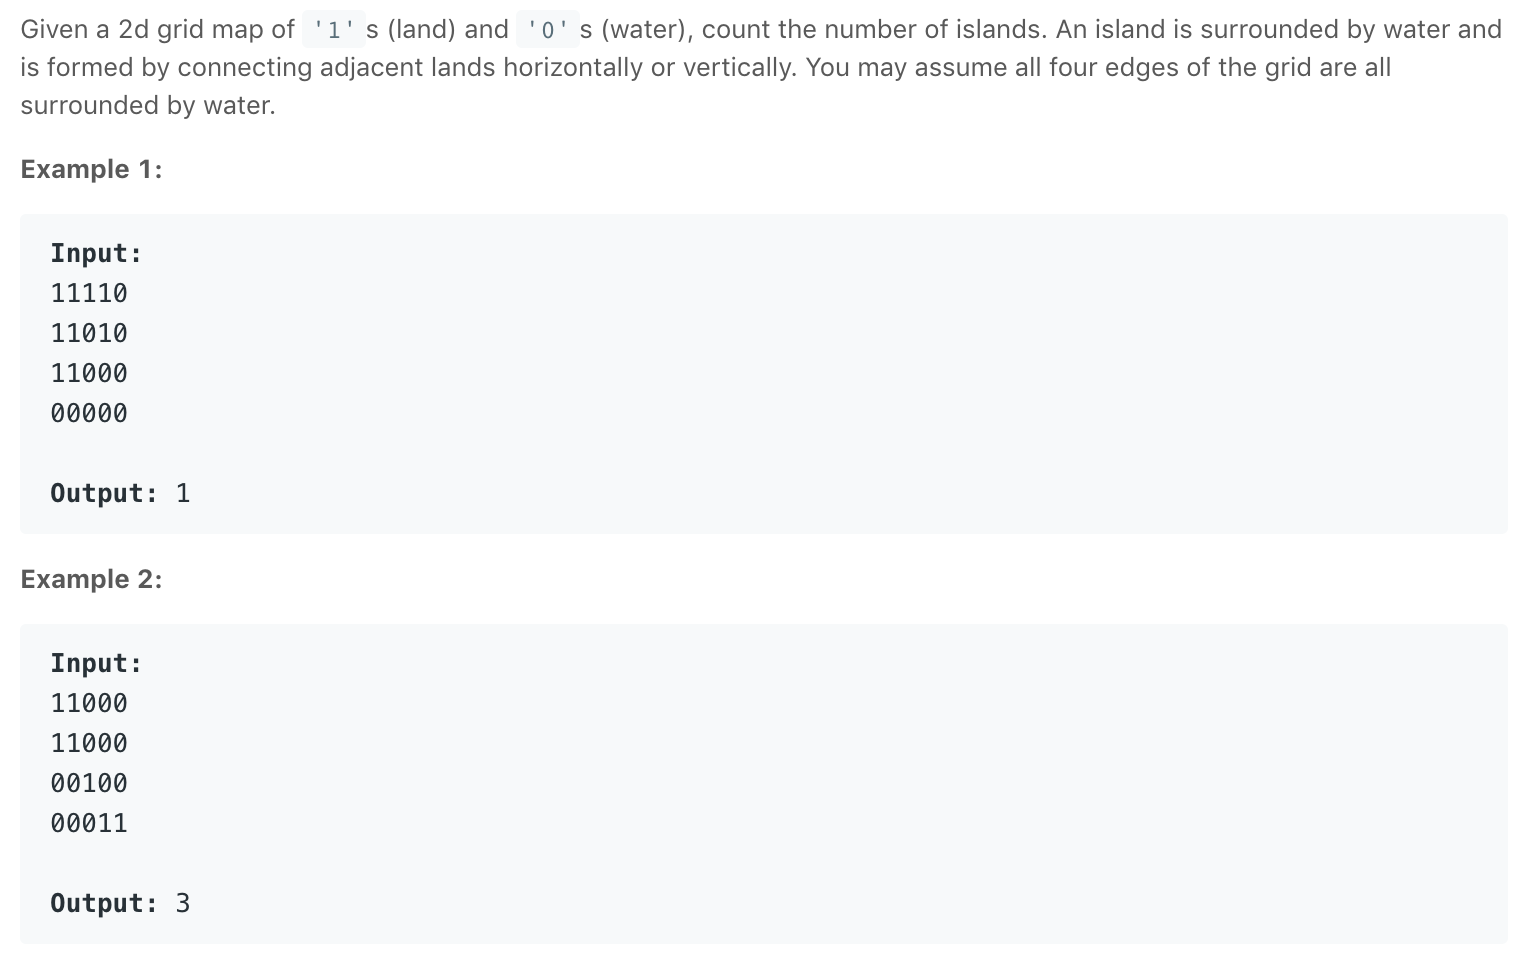 Given a 2d grid map of '1' s (land) and '0' s (water), count the number of islands. An island is surrounded by water and
is formed by connecting adjacent lands horizontally or vertically. You may assume all four edges of the grid are all
surrounded by water.
Example 1:
Input:
11110
11010
11000
00000
Output: 1
Example 2:
Input:
11000
11000
00100
00011
Output: 3